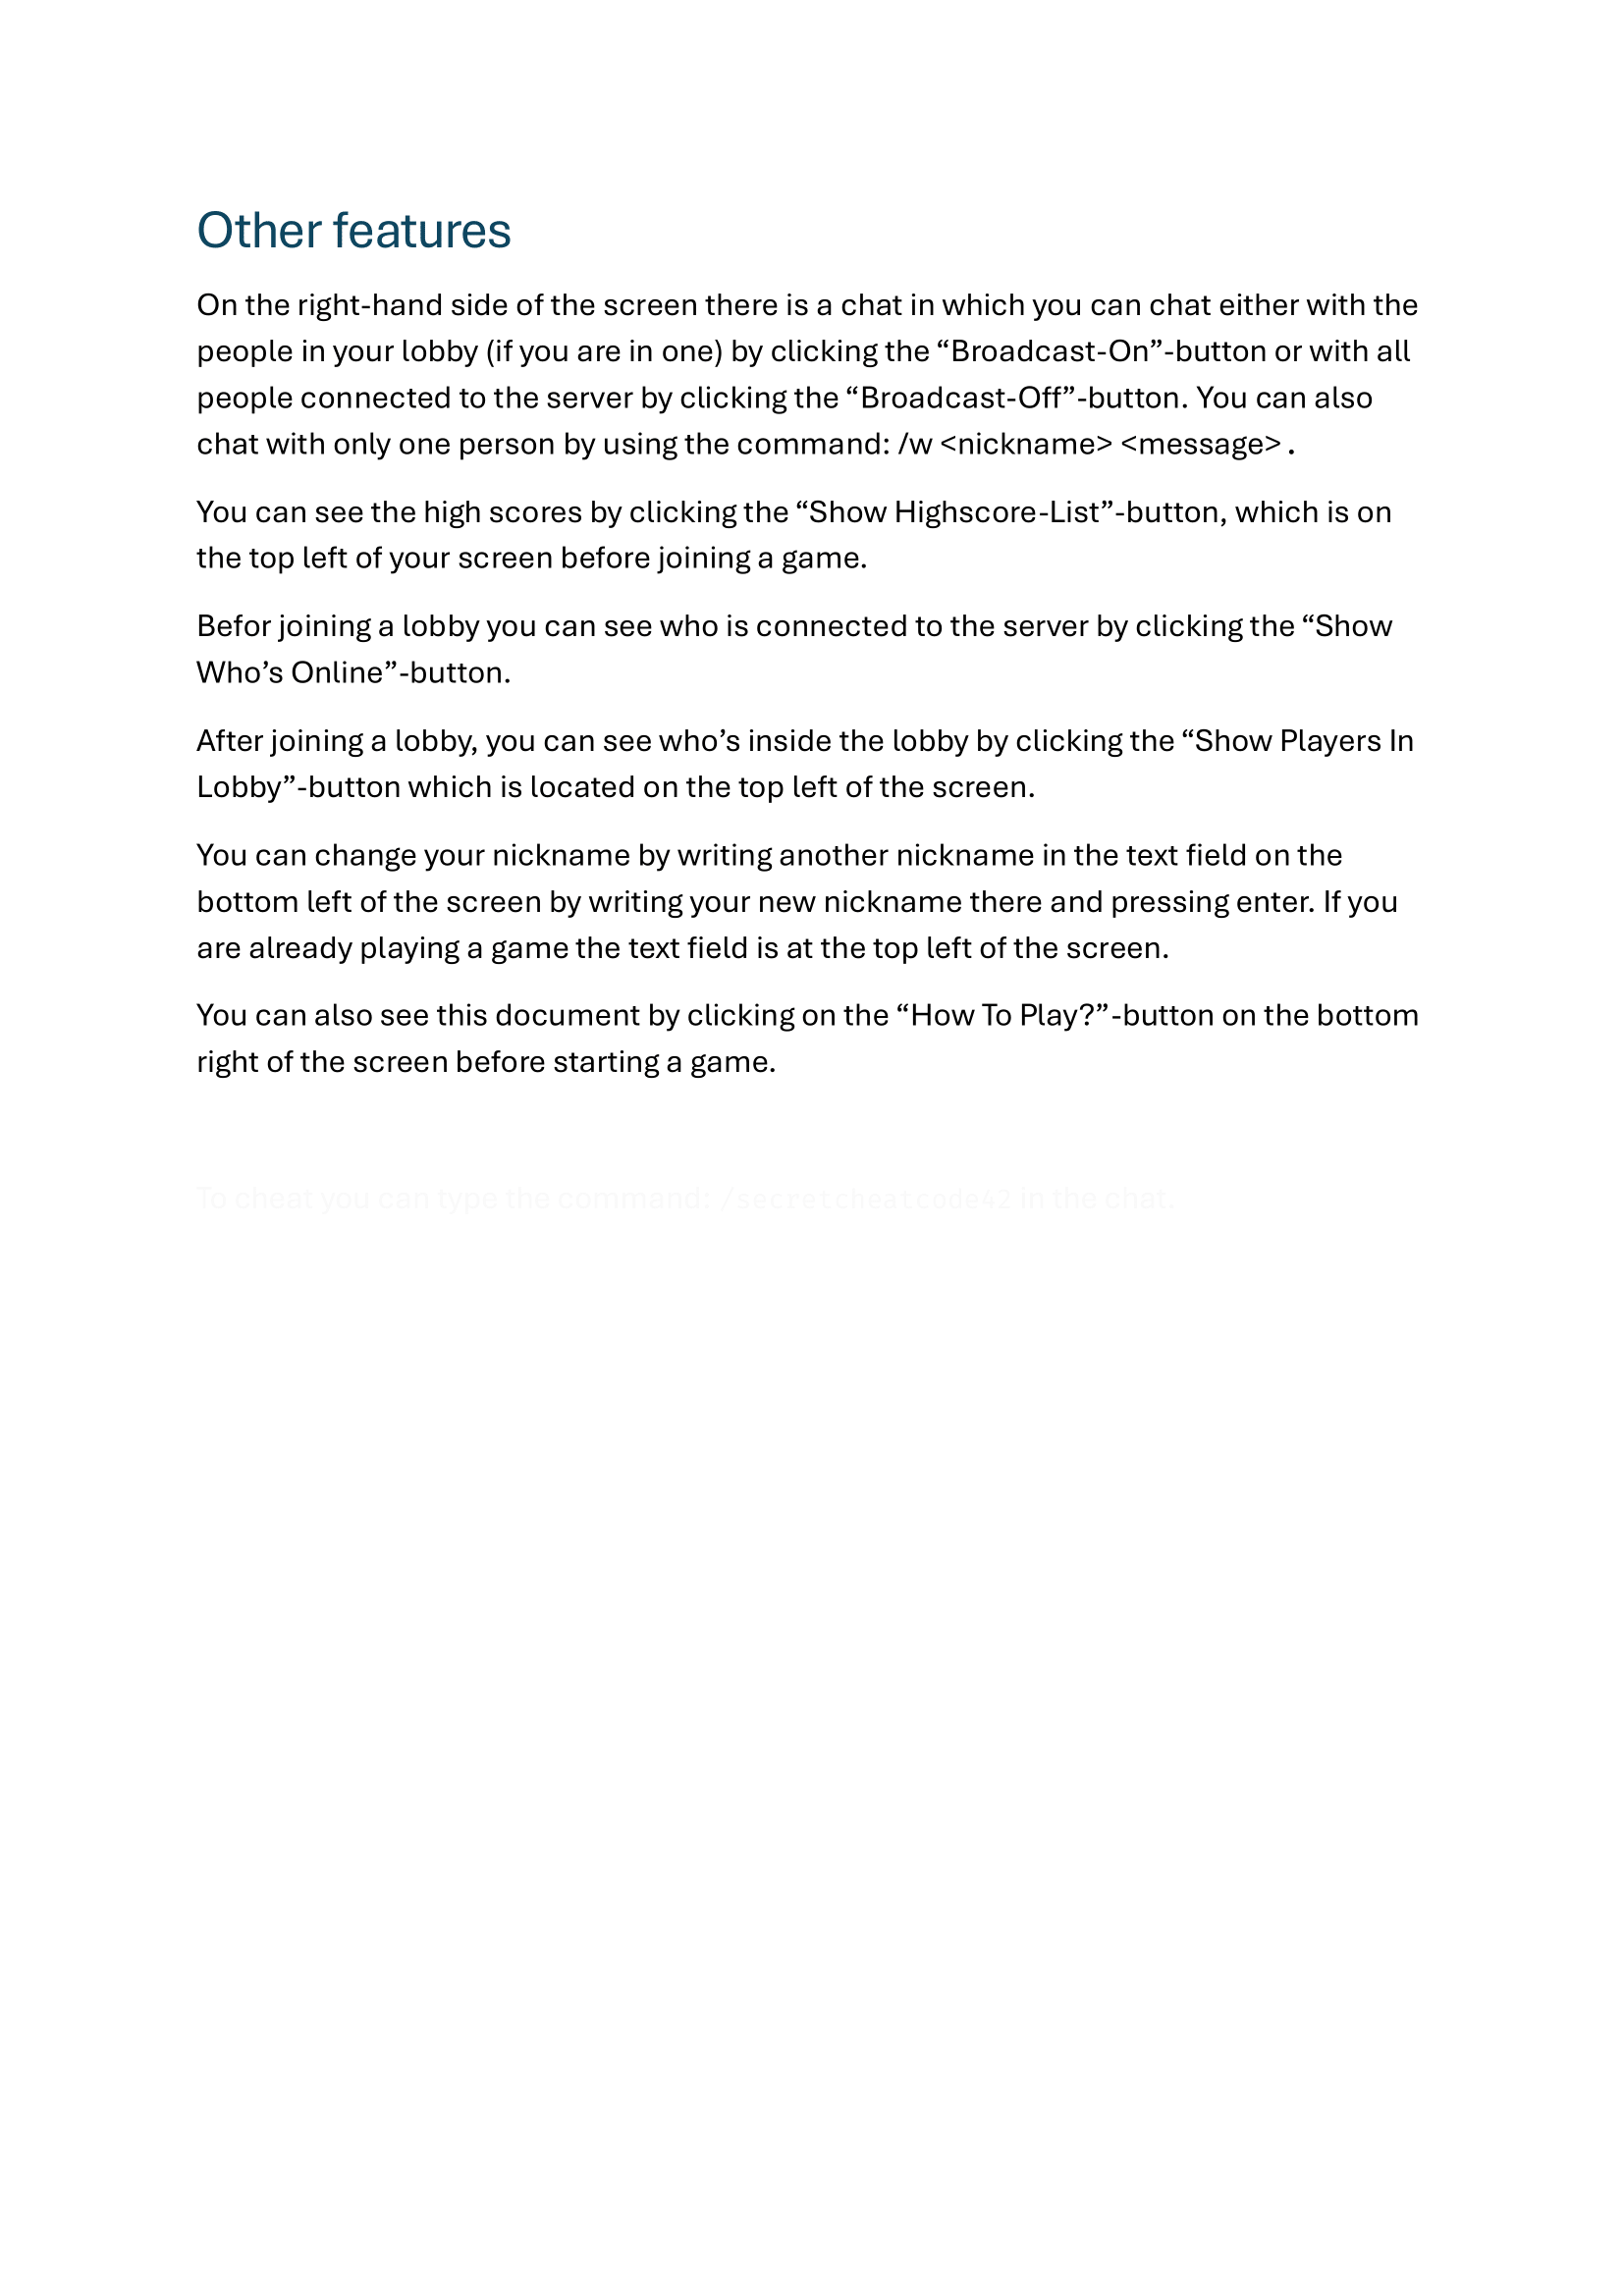 Other features
On the right-hand side of the screen there is a chat in which you can chat either with the
people in your lobby (if you are in one) by clicking the “Broadcast-On”-button or with all
people connected to the server by clicking the “Broadcast-Off”-button. You can also
chat with only one person by using the command: /w <nickname> <message> .
You can see the high scores by clicking the “Show Highscore-List”-button, which is on
the top left of your screen before joining a game.
Befor joining a lobby you can see who is connected to the server by clicking the “Show
Who’s Online”-button.
After joining a lobby, you can see who’s inside the lobby by clicking the “Show Players In
Lobby”-button which is located on the top left of the screen.
You can change your nickname by writing another nickname in the text field on the
bottom left of the screen by writing your new nickname there and pressing enter. If you
are already playing a game the text field is at the top left of the screen.
You can also see this document by clicking on the “How To Play?”-button on the bottom
right of the screen before starting a game.
To cheat you can type the command: /secretcheatcode42 in the chat.